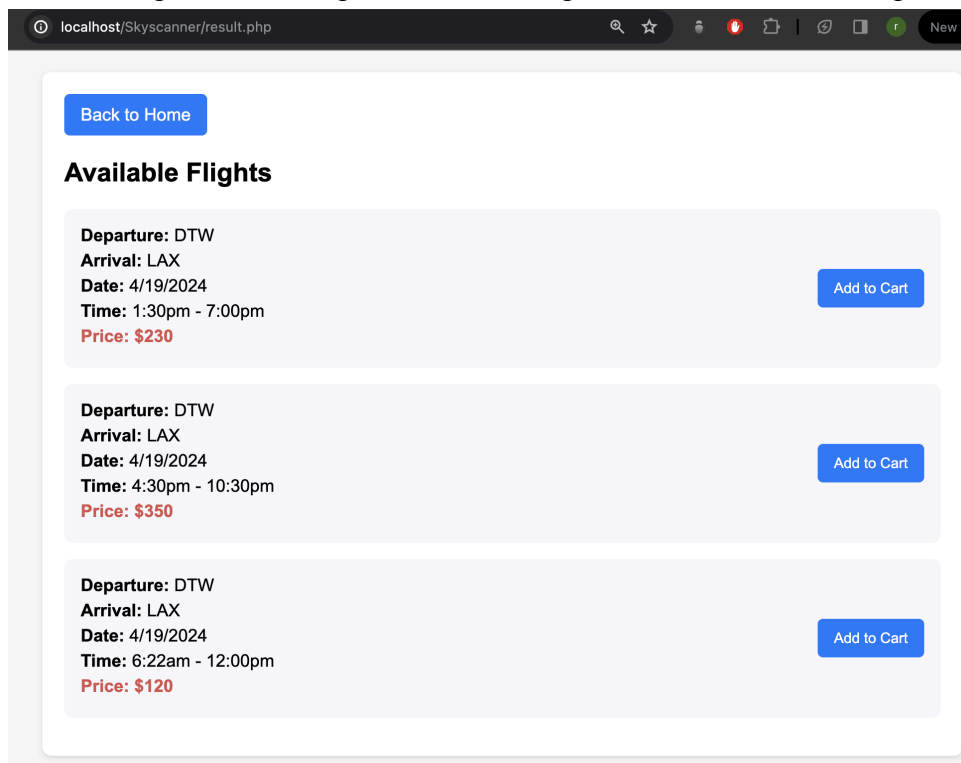 localhost/Skyscanner/result.php
r
New
Back to Home
Available Flights
Departure: DTW
Arrival: LAX
Date: 4/19/2024
Time: 1:30pm - 7:00pm
Price: $230
Add to Cart
Departure: DTW
Arrival: LAX
Date: 4/19/2024
Time: 4:30pm - 10:30pm
Price: $350
Add to Cart
Departure: DTW
Arrival: LAX
Date: 4/19/2024
Time: 6:22am - 12:00pm
Price: $120
Add to Cart